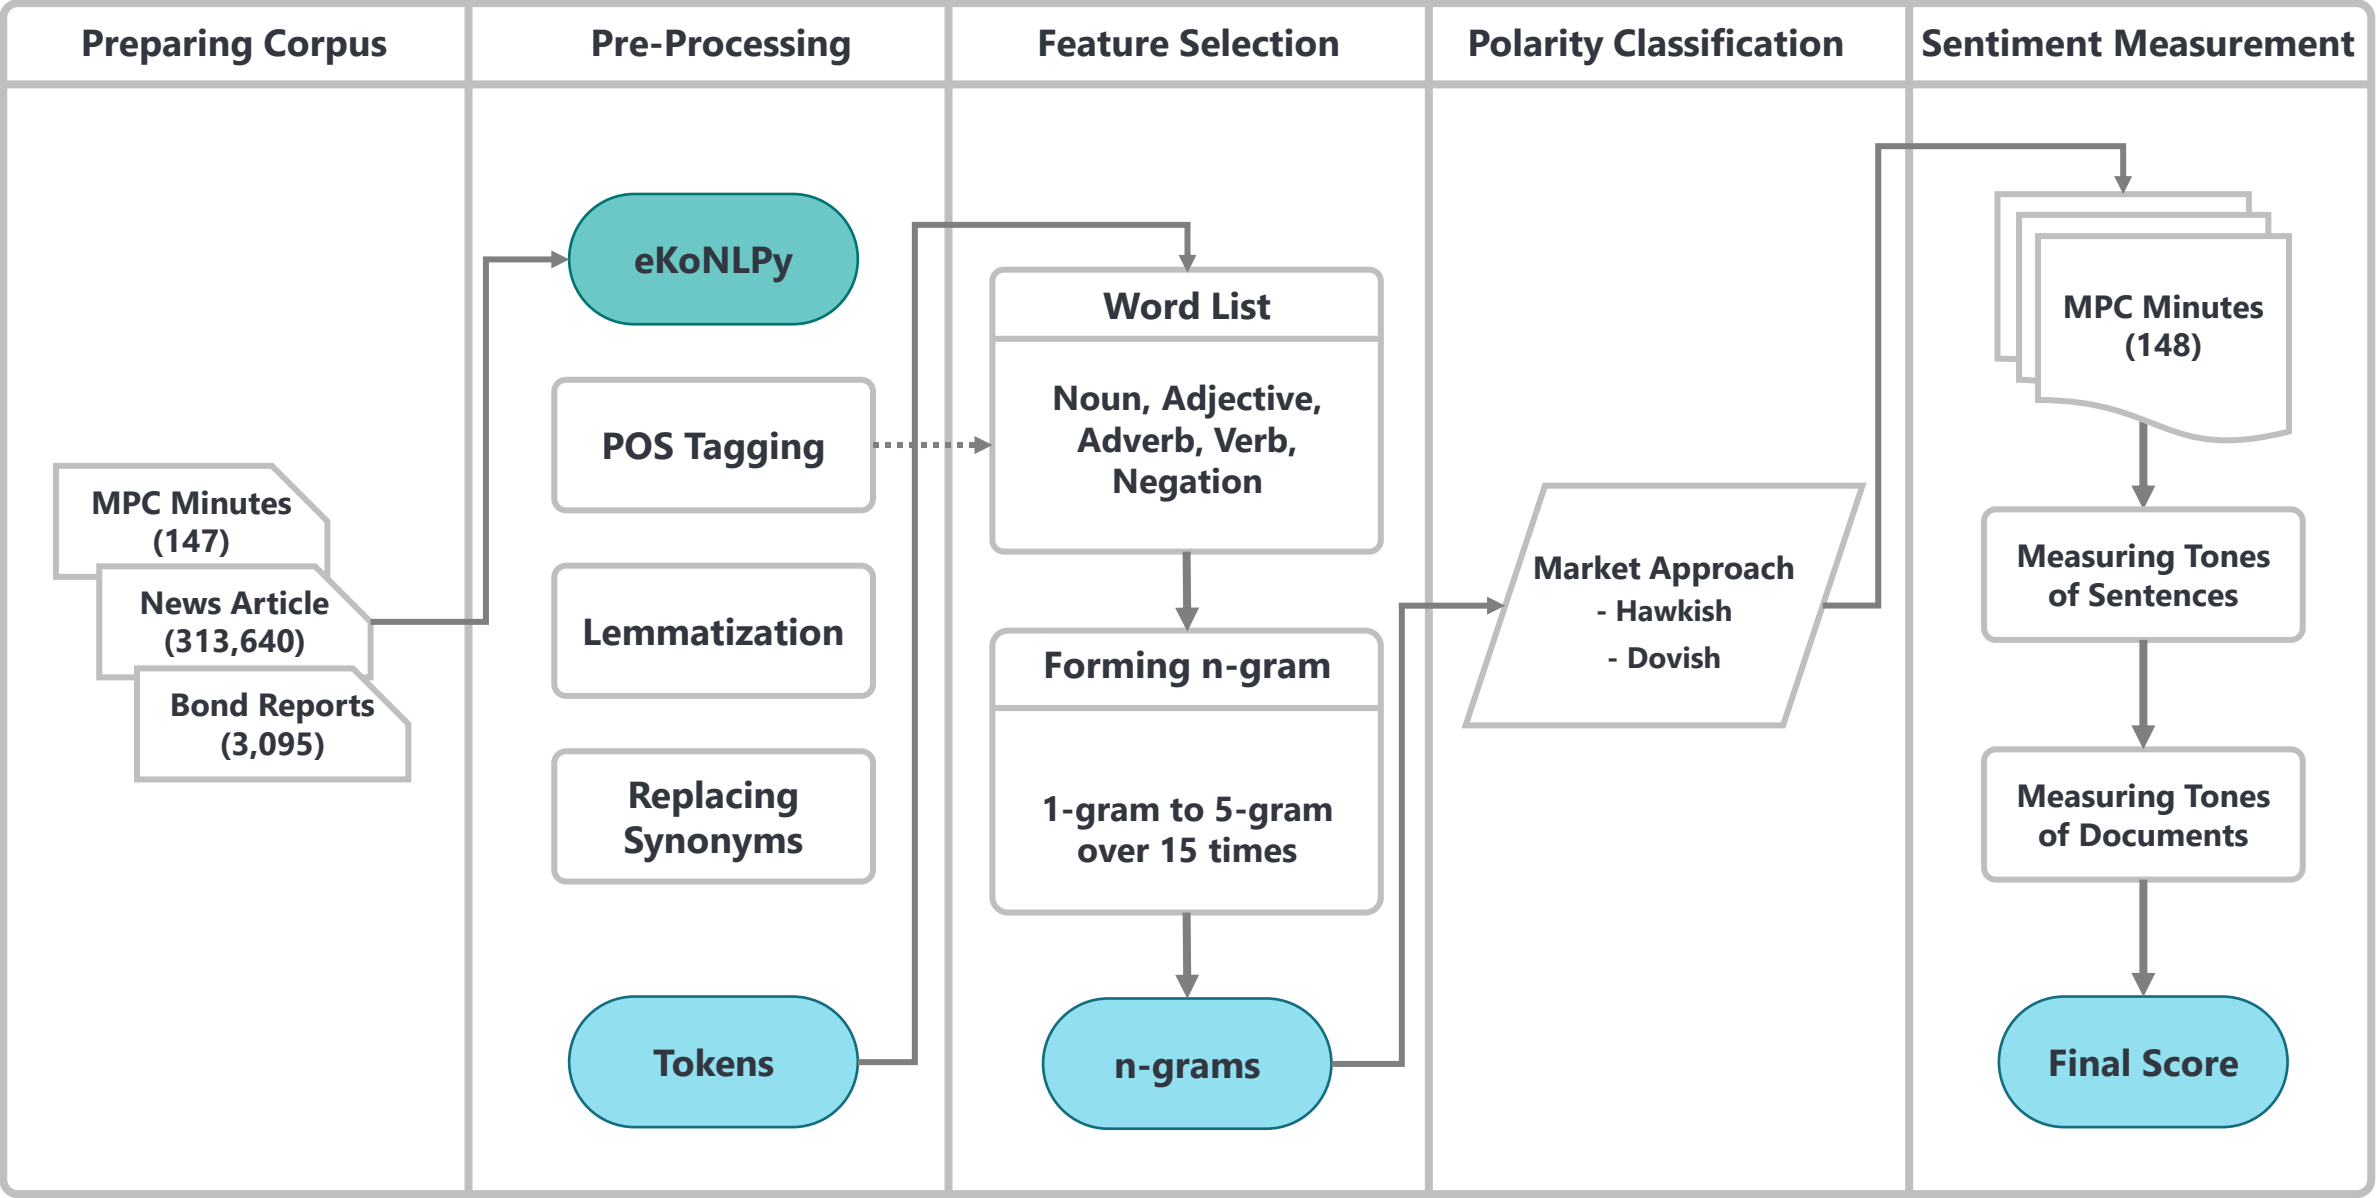 Preparing Corpus
Pre-Processing
Feature Selection
Polarity Classification
Sentiment Measurement
MPC Minutes
(147)
News Article
(313,640)
Bond Reports
(3,095)
eKoNLPy
POS Tagging
Lemmatization
Replacing
Synonyms
Tokens
Word List
Noun, Adjective,
Adverb, Verb,
Negation
Forming n-gram
1-gram to 5-gram
over 15 times
n-grams
Market Approach
- Hawkish
- Dovish
MPC Minutes
(148)
Measuring Tones
of Sentences
Measuring Tones
of Documents
Final Score